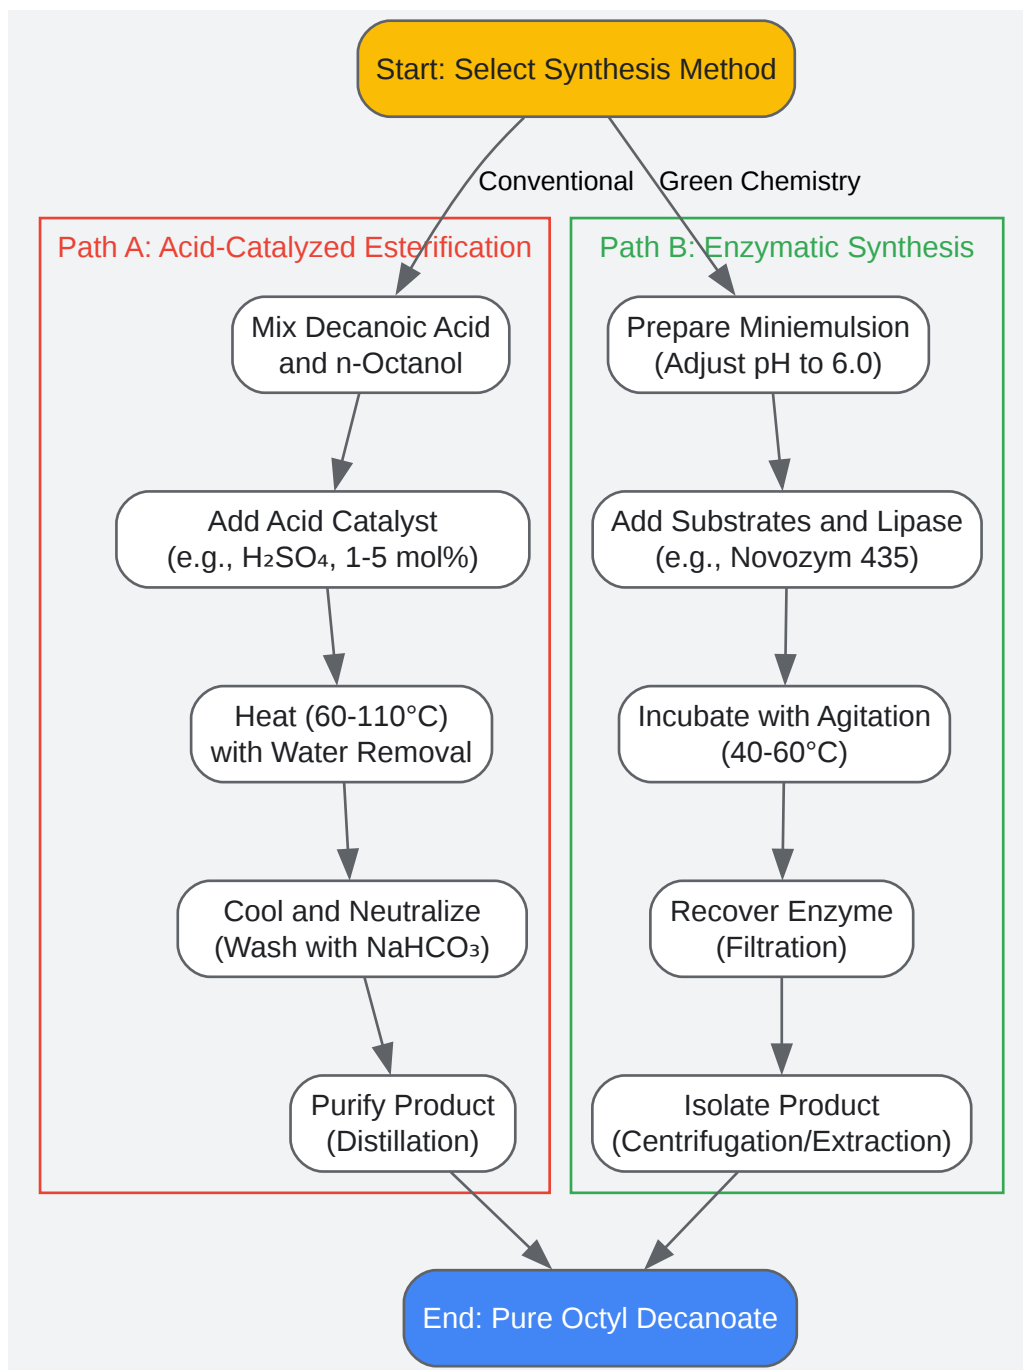 Start: Select Synthesis Method
Conventional
Green Chemistry
Path A: Acid-Catalyzed Esterification
Mix Decanoic Acid
and n-Octanol
Add Acid Catalyst
(e.g., H₂SO₄, 1-5 mol%)
Heat (60-110°C)
with Water Removal
Cool and Neutralize
(Wash with NaHCO₃)
Purify Product
(Distillation)
Path B: Enzymatic Synthesis
Prepare Miniemulsion
(Adjust pH to 6.0)
Add Substrates and Lipase
(e.g., Novozym 435)
Incubate with Agitation
(40-60°C)
Recover Enzyme
(Filtration)
Isolate Product
(Centrifugation/Extraction)
End: Pure Octyl Decanoate